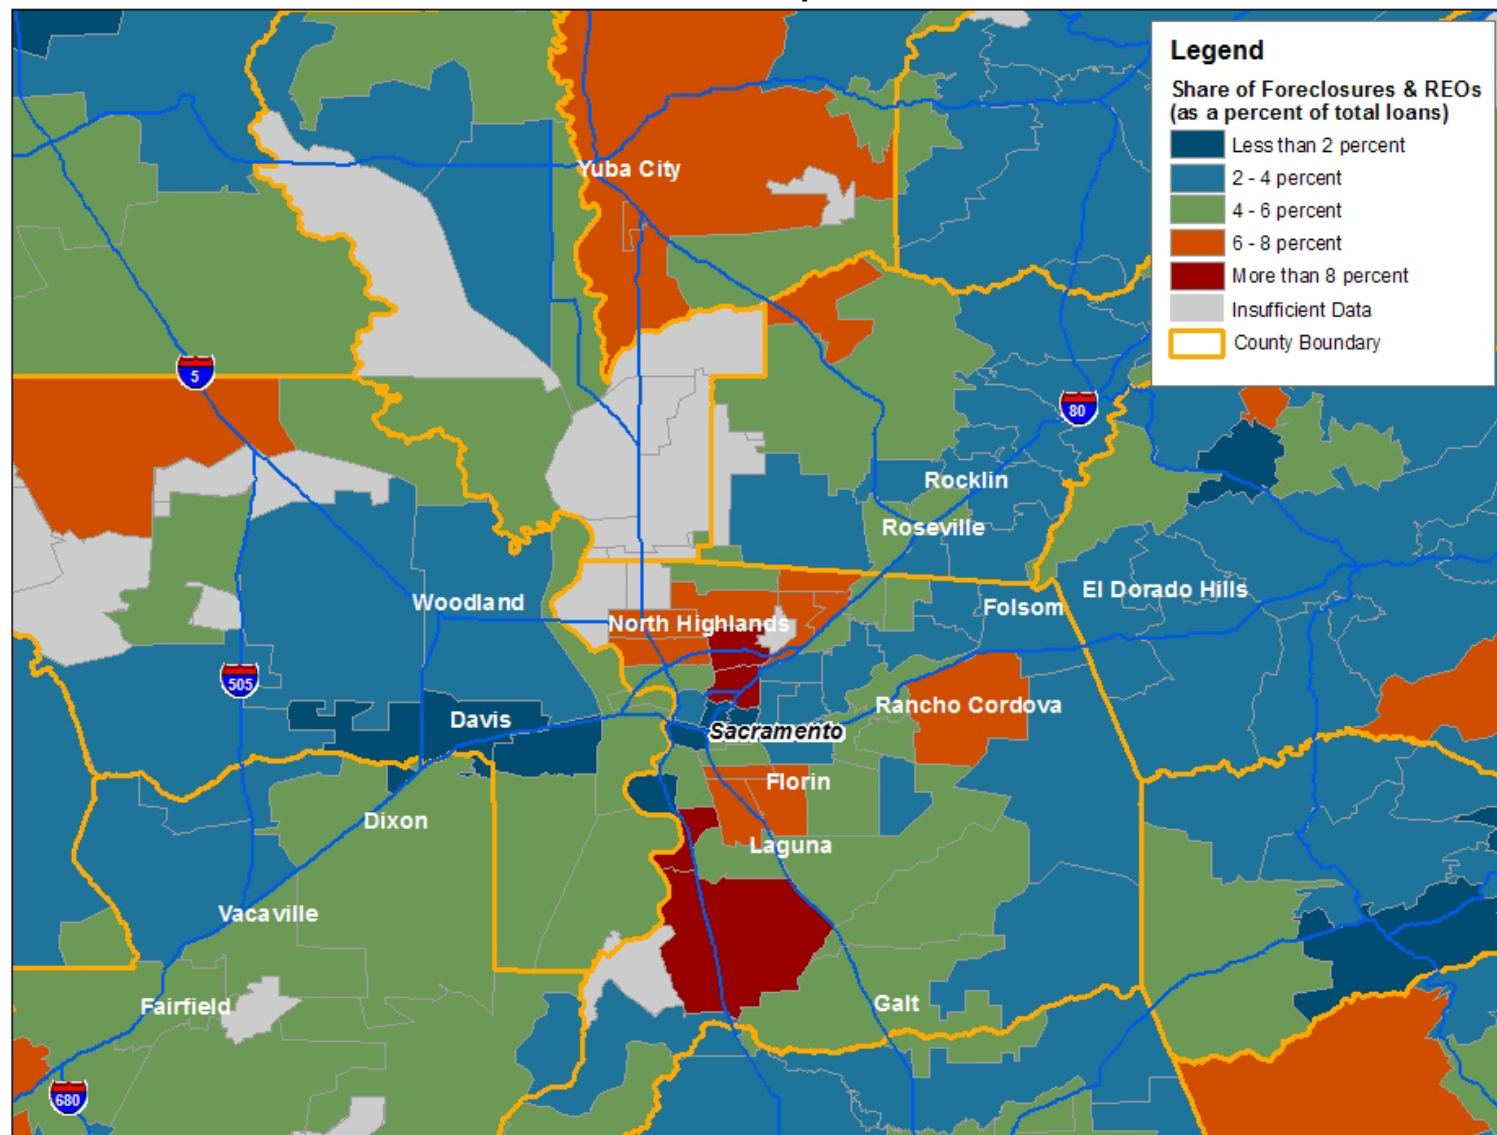 Legend
Share of Foreclosures & REOs
(as a percent of total loans)
Less than 2 percent
2 - 4 percent
4 - 6 percent
6 - 8 percent
More than 8 percent
Insufficient Data
County Boundary
Yuba City
5
80
Rocklin
Roseville
El Dorado Hills
Woodland
Folsom
North Highlands
505
Rancho Cordova
Davis
Sacramento
Florin
Dixon
Laguna
Vacaville
Fairfield
Galt
680